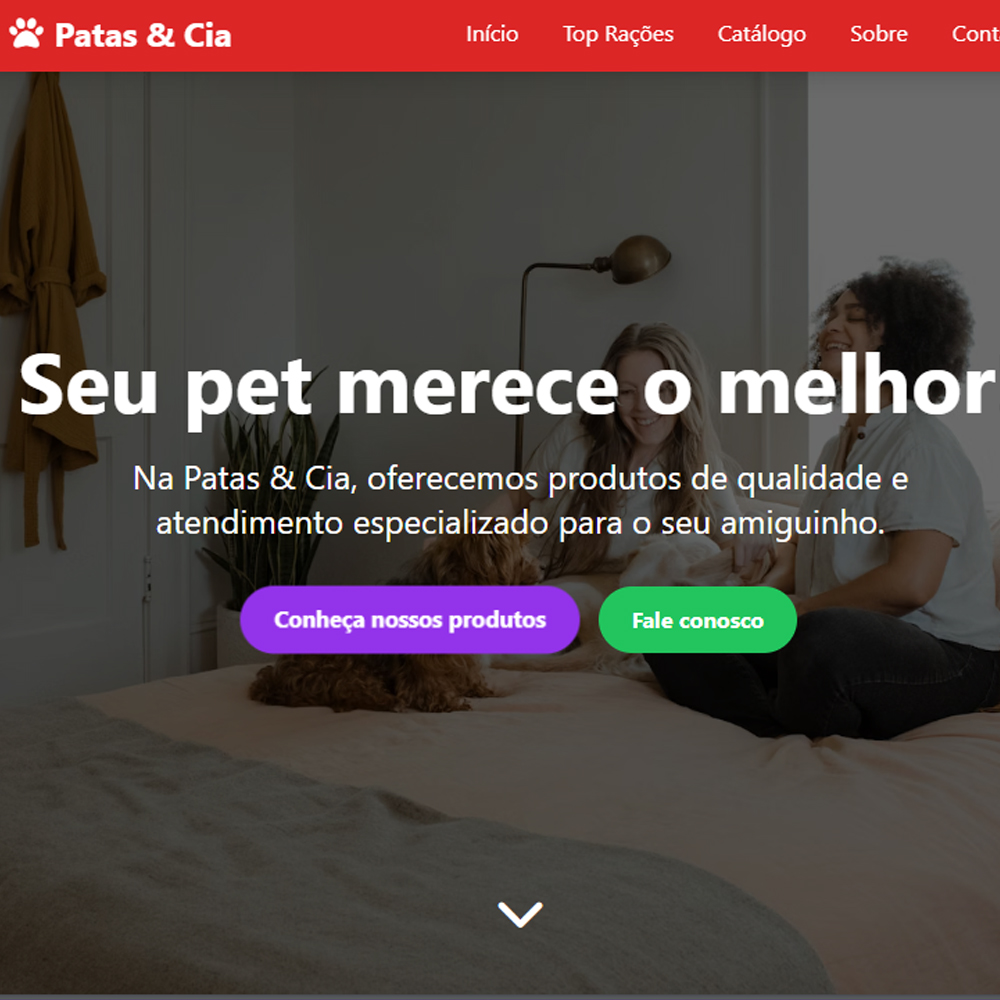 Patas & Cia
Início Top Rações Catálogo Sobre Cont
Seu pet merece o melhor
Na Patas & Cia, oferecemos produtos de qualidade e
atendimento especializado para o seu amiguinho.
Conheça nossos produtos
Fale conosco